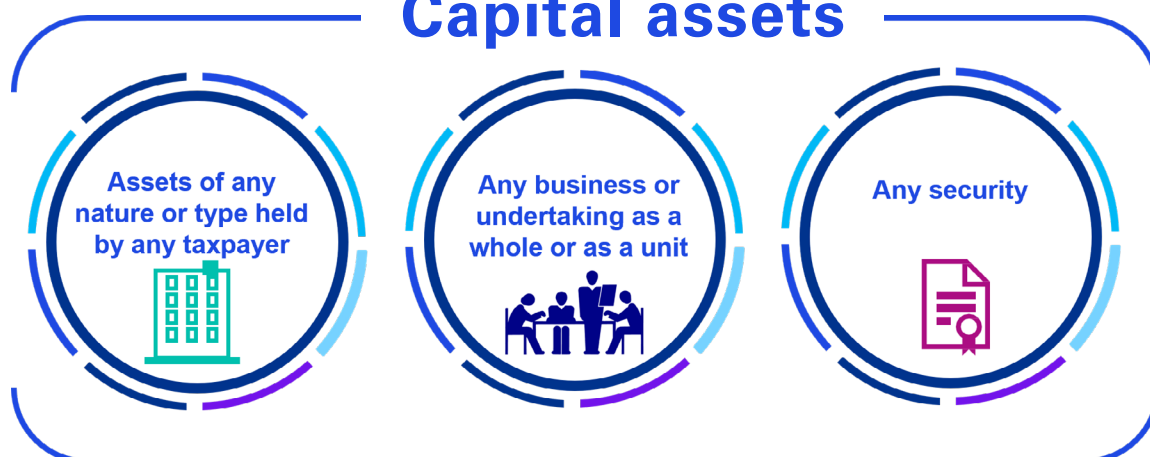 Capital assets
Assets of any
nature or type held
by any taxpayer
Any business or
undertaking as a
whole or as a unit
Any security